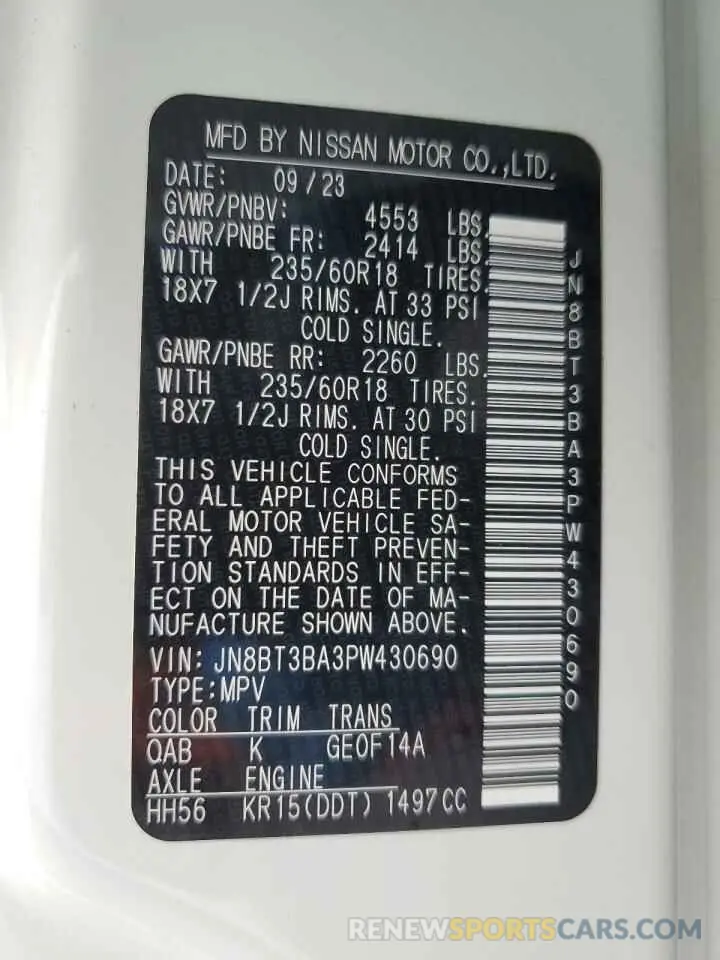 MFD BY NISSAN MOTOR CO.,LTD.
DATE: 09/23
GVWR/PNBV: 4553 LBS.
GAWR/PNBE FR: 2414 LBS.
WITH 235/60R18 TIRES.
18X7 1/2J RIMS. AT 33 PSI
COLD SINGLE.
GAWR/PNBE RR: 2260 LBS.
WITH 235/60R18 TIRES.
18X7 1/2J RIMS. AT 30 PSI
COLD SINGLE.
THIS VEHICLE CONFORMS
TO ALL APPLICABLE FED-
ERAL MOTOR VEHICLE SA-
FETY AND THEFT PREVEN-
TION STANDARDS IN EFF-
ECT ON THE DATE OF MA-
NUFACTURE SHOWN ABOVE.
VIN: JN8BT3BA3PW430690
TYPE:MPV
COLOR TRIM TRANS
QAB K GE0F14A
AXLE ENGINE
HH56 KR15(DDT) 1497CC
JN8BT3BA3PW430690
RENEWSPORTSCARS.COM